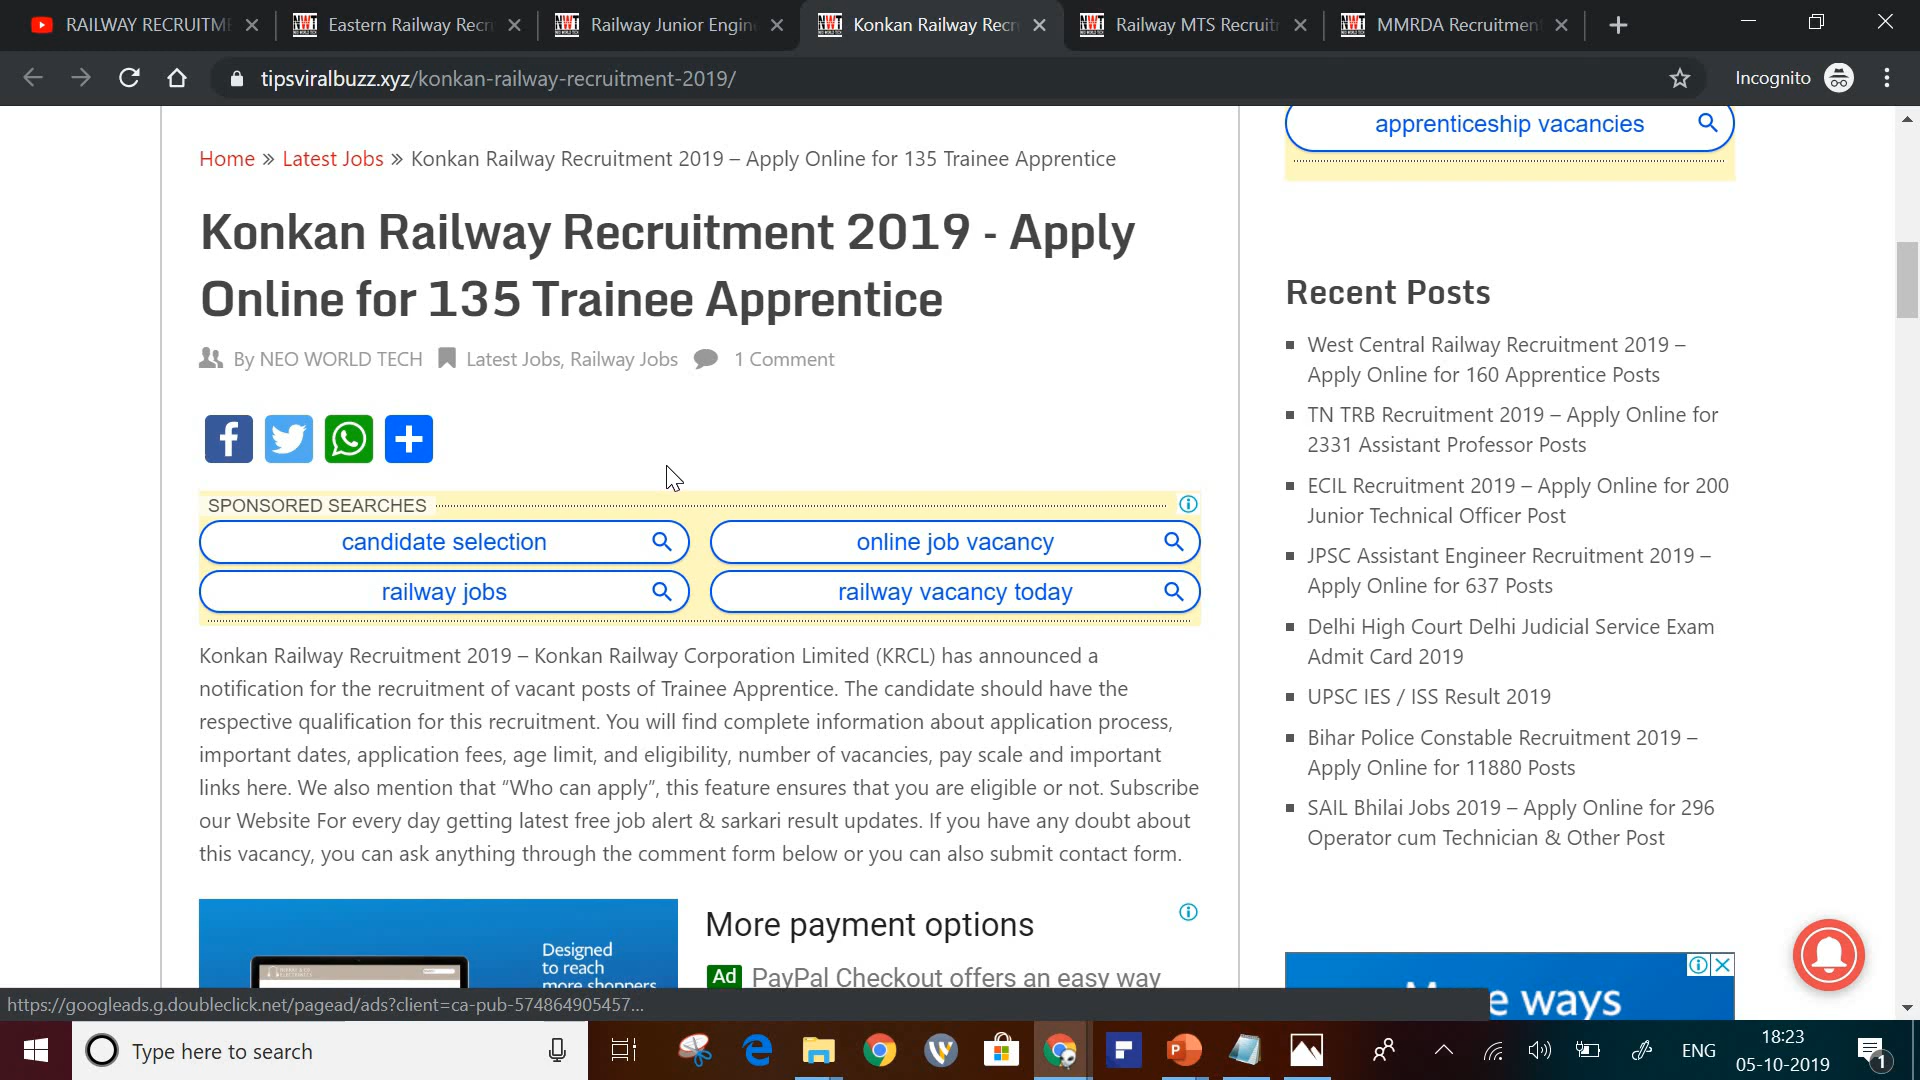 RAILWAY RECRUITM
Eastern Railway Recr
Railway Junior Engin
Konkan Railway Recr
Railway MTS Recruit
MMRDA Recruitment
tipsviralbuzz.xyz/konkan-railway-recruitment-2019/
Incognito
apprenticeship vacancies
Home » Latest Jobs » Konkan Railway Recruitment 2019 – Apply Online for 135 Trainee Apprentice
Konkan Railway Recruitment 2019 - Apply
Online for 135 Trainee Apprentice
By NEO WORLD TECH Latest Jobs, Railway Jobs 1 Comment
SPONSORED SEARCHES
candidate selection
online job vacancy
railway jobs
railway vacancy today
Konkan Railway Recruitment 2019 – Konkan Railway Corporation Limited (KRCL) has announced a
notification for the recruitment of vacant posts of Trainee Apprentice. The candidate should have the
respective qualification for this recruitment. You will find complete information about application process,
important dates, application fees, age limit, and eligibility, number of vacancies, pay scale and important
links here. We also mention that “Who can apply”, this feature ensures that you are eligible or not. Subscribe
our Website For every day getting latest free job alert & sarkari result updates. If you have any doubt about
this vacancy, you can ask anything through the comment form below or you can also submit contact form.
Designed
to reach
more shoppers
More payment options
Ad PayPal Checkout offers an easy way
Recent Posts
West Central Railway Recruitment 2019 –
Apply Online for 160 Apprentice Posts
TN TRB Recruitment 2019 – Apply Online for
2331 Assistant Professor Posts
ECIL Recruitment 2019 – Apply Online for 200
Junior Technical Officer Post
JPSC Assistant Engineer Recruitment 2019 –
Apply Online for 637 Posts
Delhi High Court Delhi Judicial Service Exam
Admit Card 2019
UPSC IES / ISS Result 2019
Bihar Police Constable Recruitment 2019 –
Apply Online for 11880 Posts
SAIL Bhilai Jobs 2019 – Apply Online for 296
Operator cum Technician & Other Post
ways
https://googleads.g.doubleclick.net/pagead/ads?client=ca-pub-574864905457...
Type here to search
ENG
18:23
05-10-2019
1